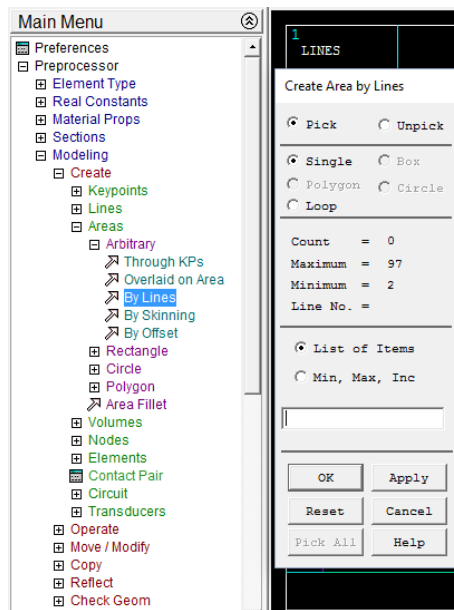 Main Menu
Preferences
Preprocessor
Element Type
Real Constants
Material Props
Sections
Modeling
Create
Keypoints
Lines
Areas
Arbitrary
Through KPs
Overlaid on Area
By Lines
By Skinning
By Offset
Rectangle
Circle
Polygon
Area Fillet
Volumes
Nodes
Elements
Contact Pair
Circuit
Transducers
Operate
Move / Modify
Copy
Reflect
Check Geom
1
LINES
Create Area by Lines
Pick Unpick
Single Box
Polygon Circle
Loop
Count = 0
Maximum = 97
Minimum = 2
Line No. =
List of Items
Min, Max, Inc
OK Apply
Reset Cancel
Pick All Help